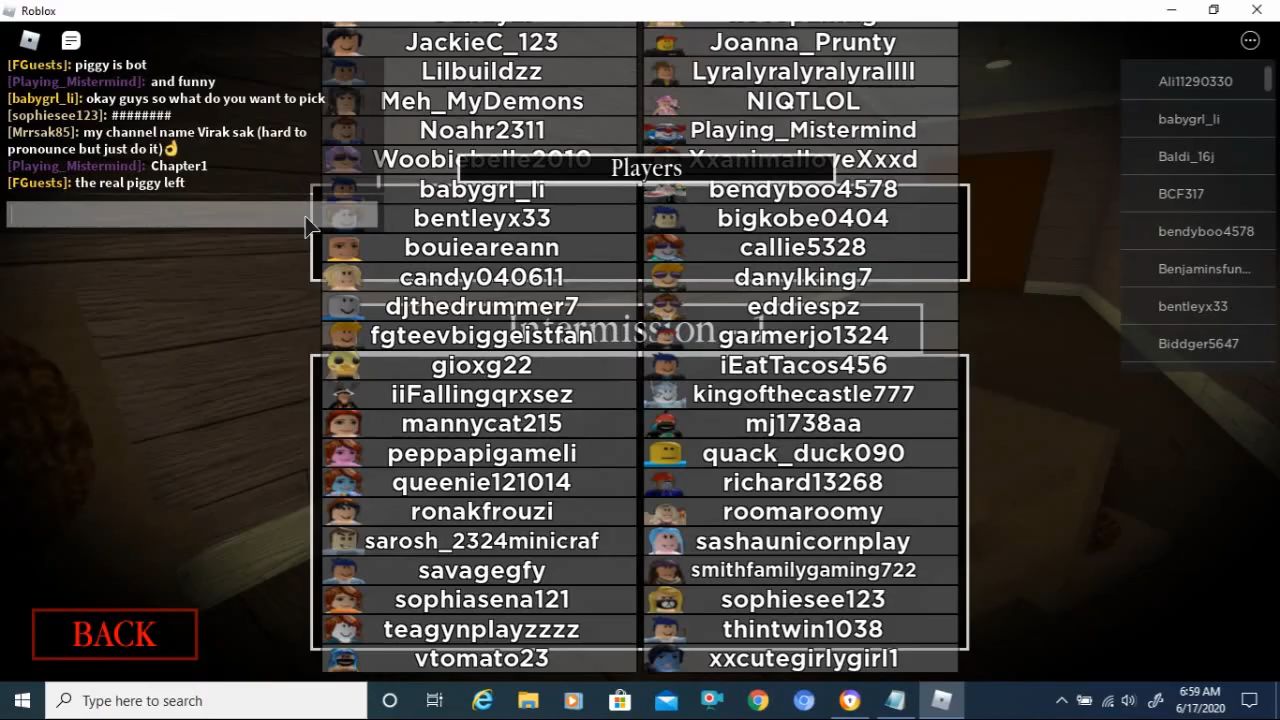 Roblox
[FGuests]: piggy is bot
[Playing_Mistermind]: and funny
[babygrl_li]: okay guys so what do you want to pick
[sophiesee123]: ########
[Mrrsak85]: my channel name Virak sak (hard to
pronounce but just do it)👌
[Playing_Mistermind]: Chapter1
[FGuests]: the real piggy left
JackieC_123 Joanna_Prunty
Lilbuildzz Lyralyralyralyrallll
Meh_MyDemons NIQTLOL
Noahr2311 Playing_Mistermind
Woobiebelle2010 XxanimalloveXxxd
Players
babygrl_li bendyboo4578
bentleyx33 bigkobe0404
bouieareann callie5328
candy040611 danylking7
djthedrummer7 eddiespz
Intermission
fgteevbiggeistfan garmerjo1324
gioxg22 iEatTacos456
iiFallingqrxsez kingofthecastle777
mannycat215 mj1738aa
peppapigameli quack_duck090
queenie121014 richard13268
ronakfrouzi roomaroomy
sarosh_2324minicraf sashaunicornplay
savagegfy smithfamilygaming722
sophiasena121 sophiesee123
teagynplayzzzz thintwin1038
vtomato23 xxcutegirlygirl1
Ali11290330
babygrl_li
Baldi_16j
BCF317
bendyboo4578
Benjaminsfun...
bentleyx33
Biddger5647
BACK
Type here to search
6:59 AM
6/17/2020